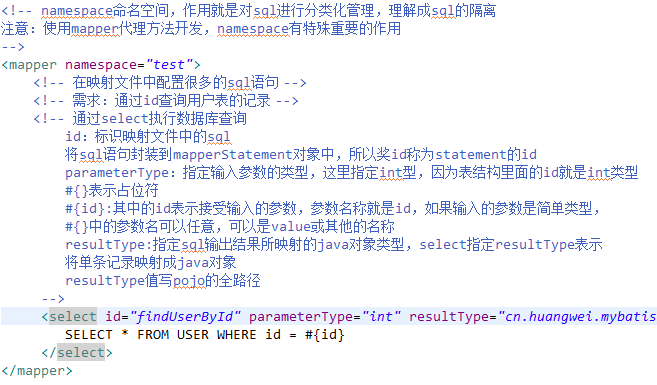 <!-- namespace命名空间，作用就是对sql进行分类化管理，理解成sql的隔离
注意：使用mapper代理方法开发，namespace有特殊重要的作用
-->
<mapper namespace="test">
<!-- 在映射文件中配置很多的sql语句 -->
<!-- 需求：通过id查询用户表的记录 -->
<!-- 通过select执行数据库查询
id：标识映射文件中的sql
将sql语句封装到mapperStatement对象中，所以奖id称为statement的id
parameterType：指定输入参数的类型，这里指定int型，因为表结构里面的id就是int类型
#{}表示占位符
#{id}:其中的id表示接受输入的参数，参数名称就是id，如果输入的参数是简单类型，
#{}中的参数名可以任意，可以是value或其他的名称
resultType:指定sql输出结果所映射的java对象类型，select指定resultType表示
将单条记录映射成java对象
resultType值写pojo的全路径
-->
<select id="findUserById" parameterType="int" resultType="cn.huangwei.mybatis
SELECT * FROM USER WHERE id = #{id}
</select>
</mapper>